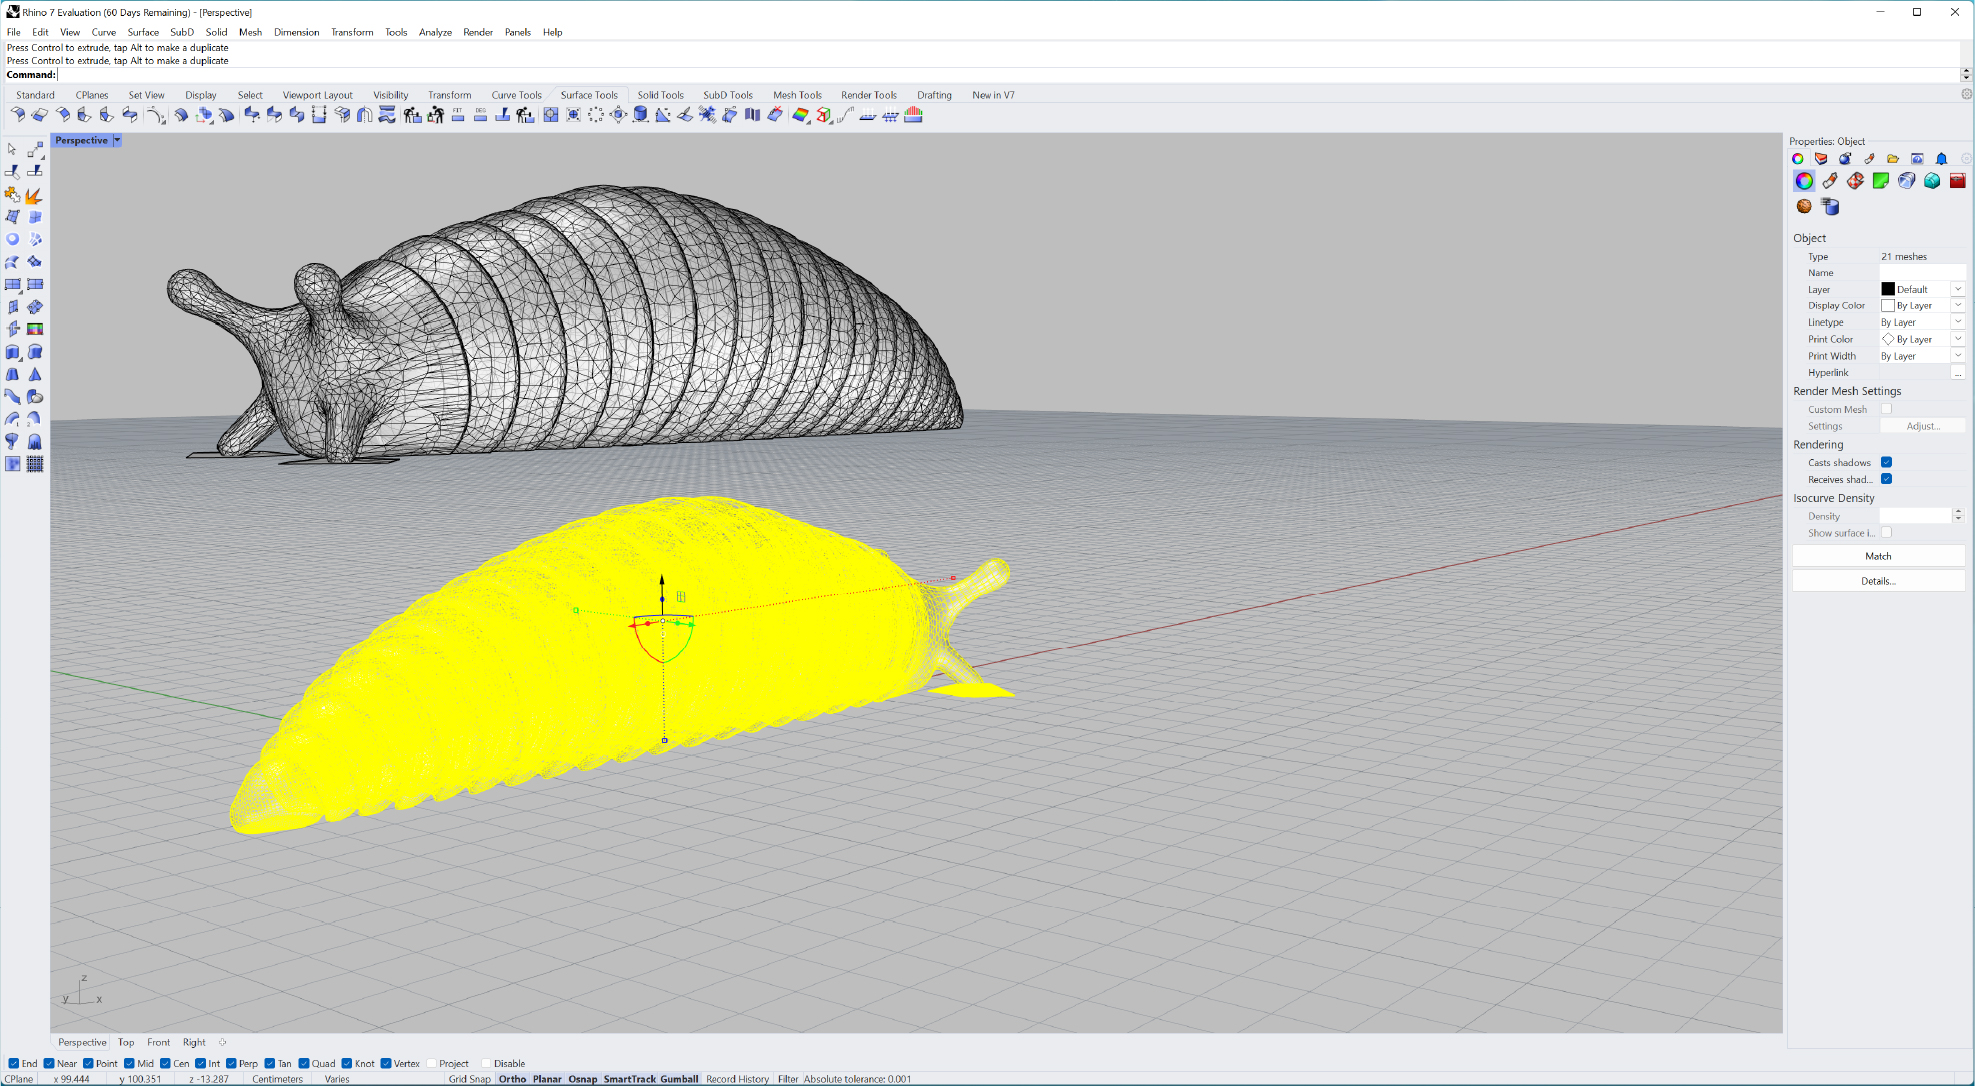 Rhino 7 Evaluation (60 Days Remaining) - [Perspective]
File Edit View Curve Surface SubD Solid Mesh Dimension Transform Tools Analyze Render Panels Help
Press Control to extrude, tap Alt to make a duplicate
Press Control to extrude, tap Alt to make a duplicate
Command:
Standard CPlanes Set View Display Select Viewport Layout Visibility Transform Curve Tools Surface Tools Solid Tools SubD Tools Mesh Tools Render Tools Drafting New in V7
FIT DEG
Perspective
Properties: Object
Object
Type 21 meshes
Name
Layer Default
Display Color By Layer
Linetype By Layer
Print Color By Layer
Print Width By Layer
Hyperlink ...
Render Mesh Settings
Custom Mesh
Settings Adjust...
Rendering
Casts shadows
Receives shad...
Isocurve Density
Density
Show surface i...
Match
Details...
z
y x
Perspective Top Front Right
End Near Point Mid Cen Int Perp Tan Quad Knot Vertex Project Disable
CPlane x 99.444 y 100.351 z -13.287 Centimeters Varies Grid Snap Ortho Planar Osnap SmartTrack Gumball Record History Filter Absolute tolerance: 0.001